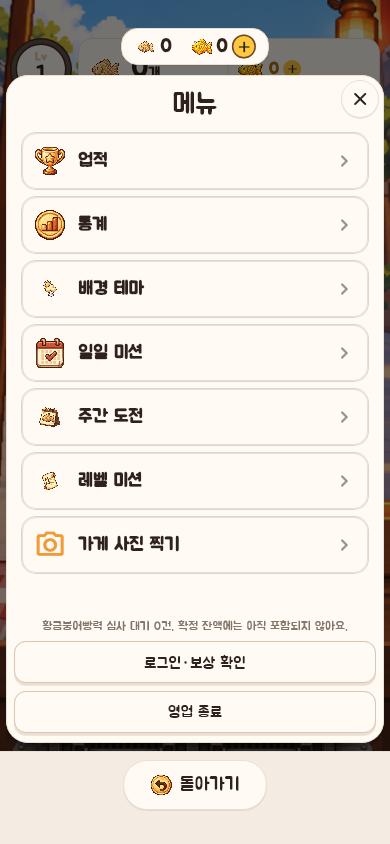 0 0
Lv
1
0개
0
메뉴
업적
통계
배경 테마
일일 미션
주간 도전
레벨 미션
가게 사진 찍기
황금붕어빵력 심사 대기 0건, 확정 잔액에는 아직 포함되지 않아요.
로그인·보상 확인
영업 종료
돌아가기